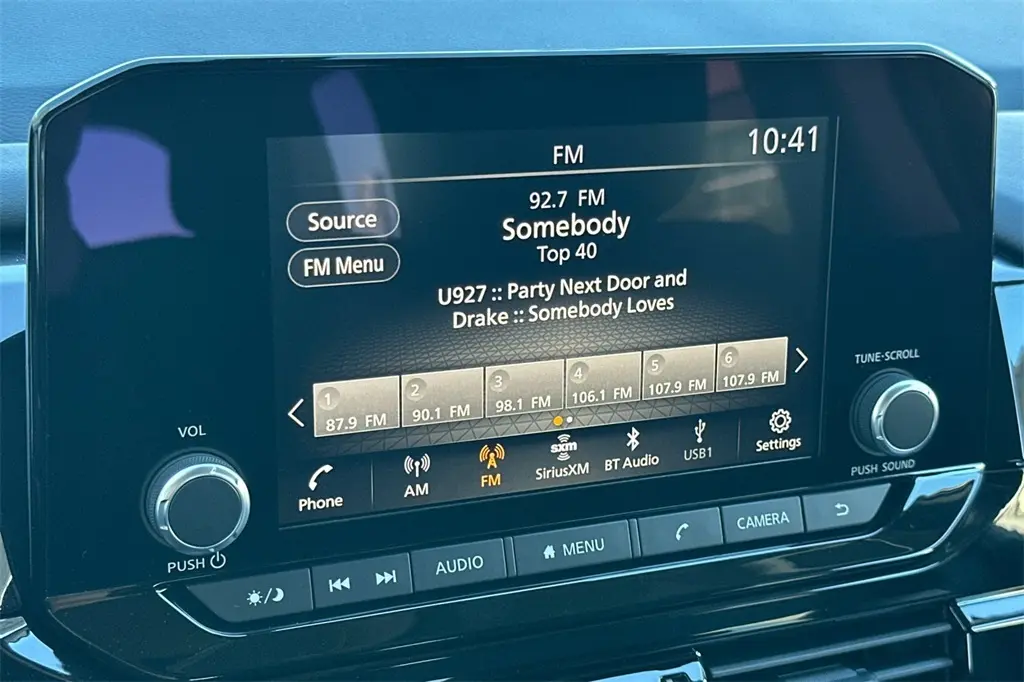 FM
10:41
92.7 FM
Somebody
Top 40
Source
FM Menu
U927 :: Party Next Door and
Drake :: Somebody Loves
1
87.9 FM
2
90.1 FM
3
98.1 FM
4
106.1 FM
5
107.9 FM
6
107.9 FM
Phone
AM
FM
sxm
SiriusXM
BT Audio
USB1
Settings
VOL
PUSH
TUNE·SCROLL
PUSH SOUND
AUDIO
MENU
CAMERA